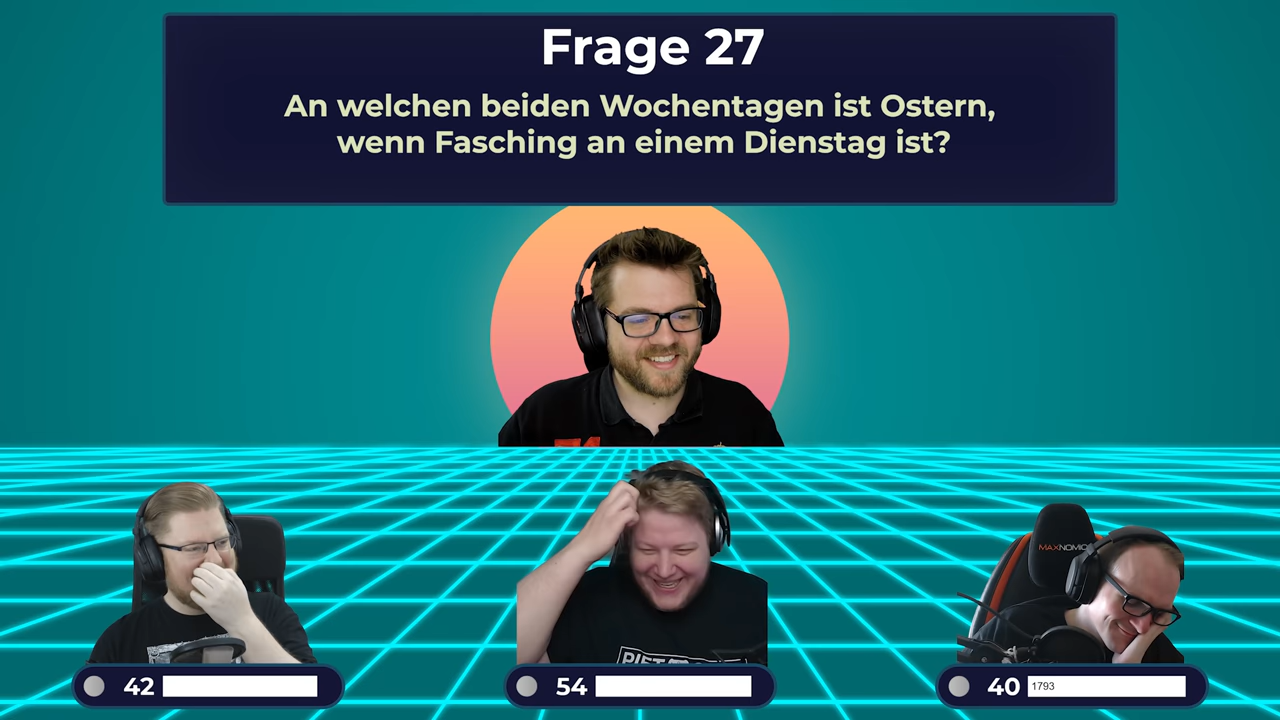 Frage 27
An welchen beiden Wochentagen ist Ostern,
wenn Fasching an einem Dienstag ist?
MAXNOMIC
PIET
42
54
40 1793